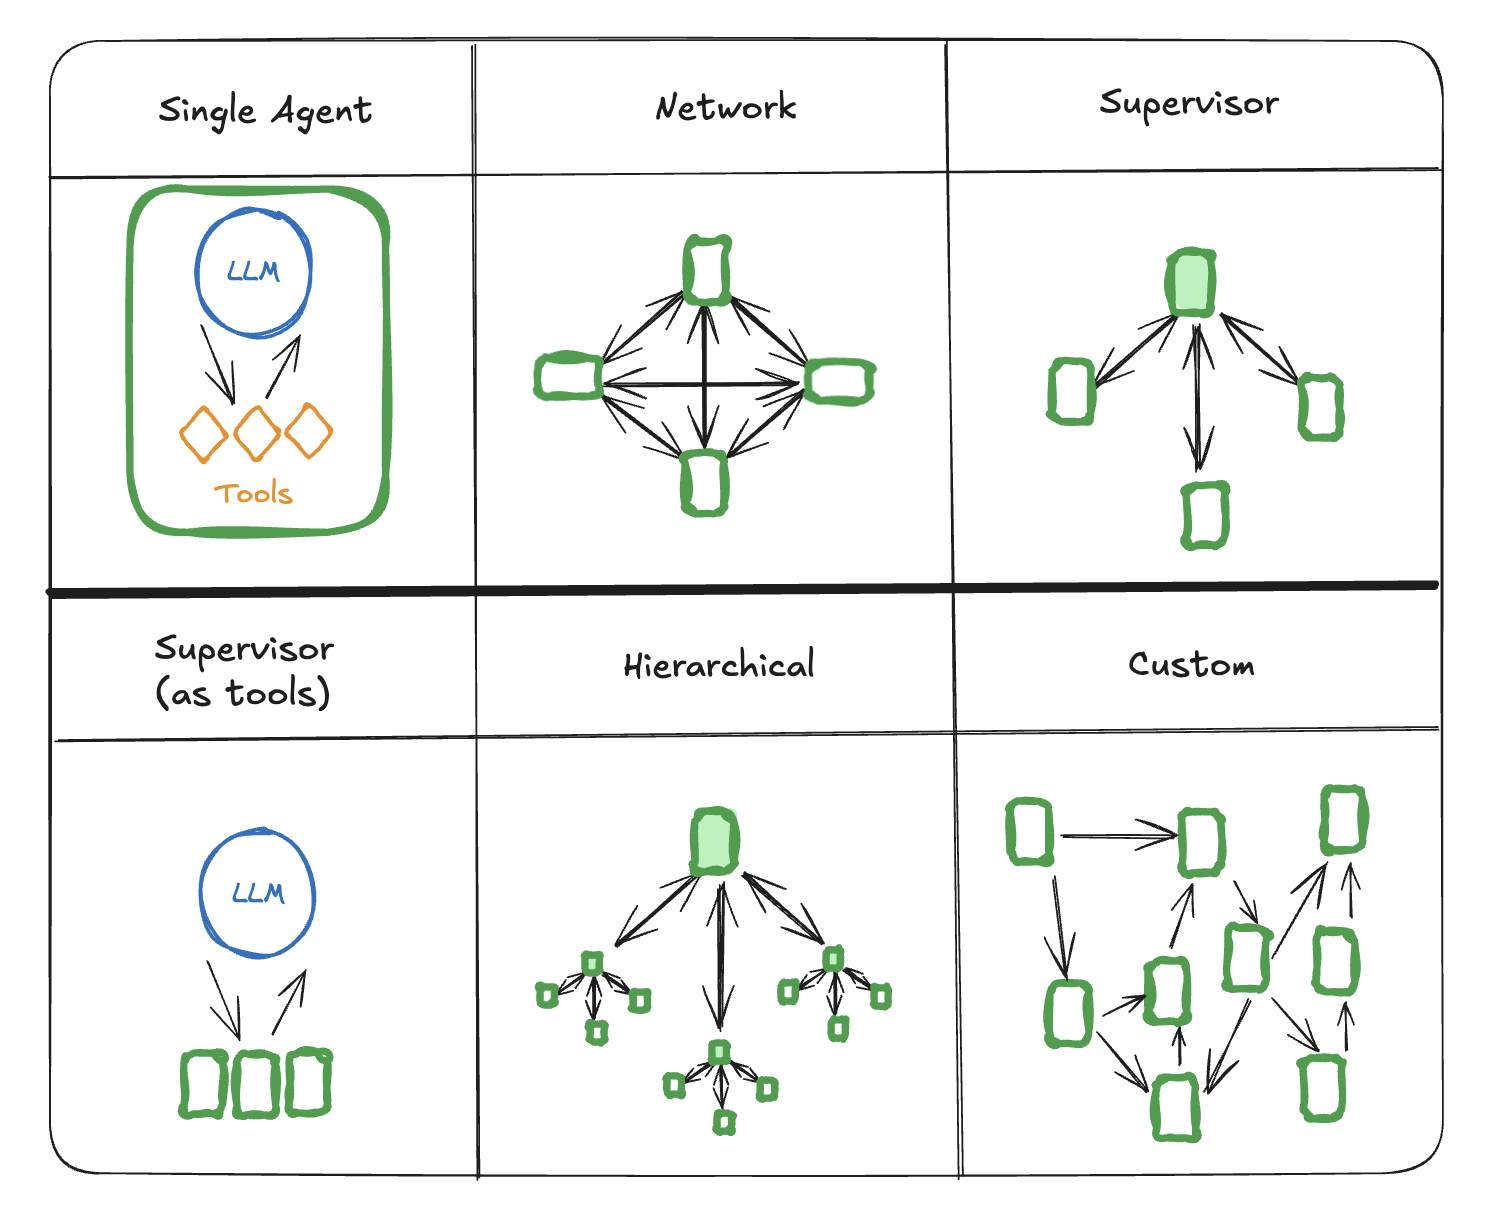 Single Agent
Network
Supervisor
LLM
Tools
Supervisor
(as tools)
Hierarchical
Custom
LLM